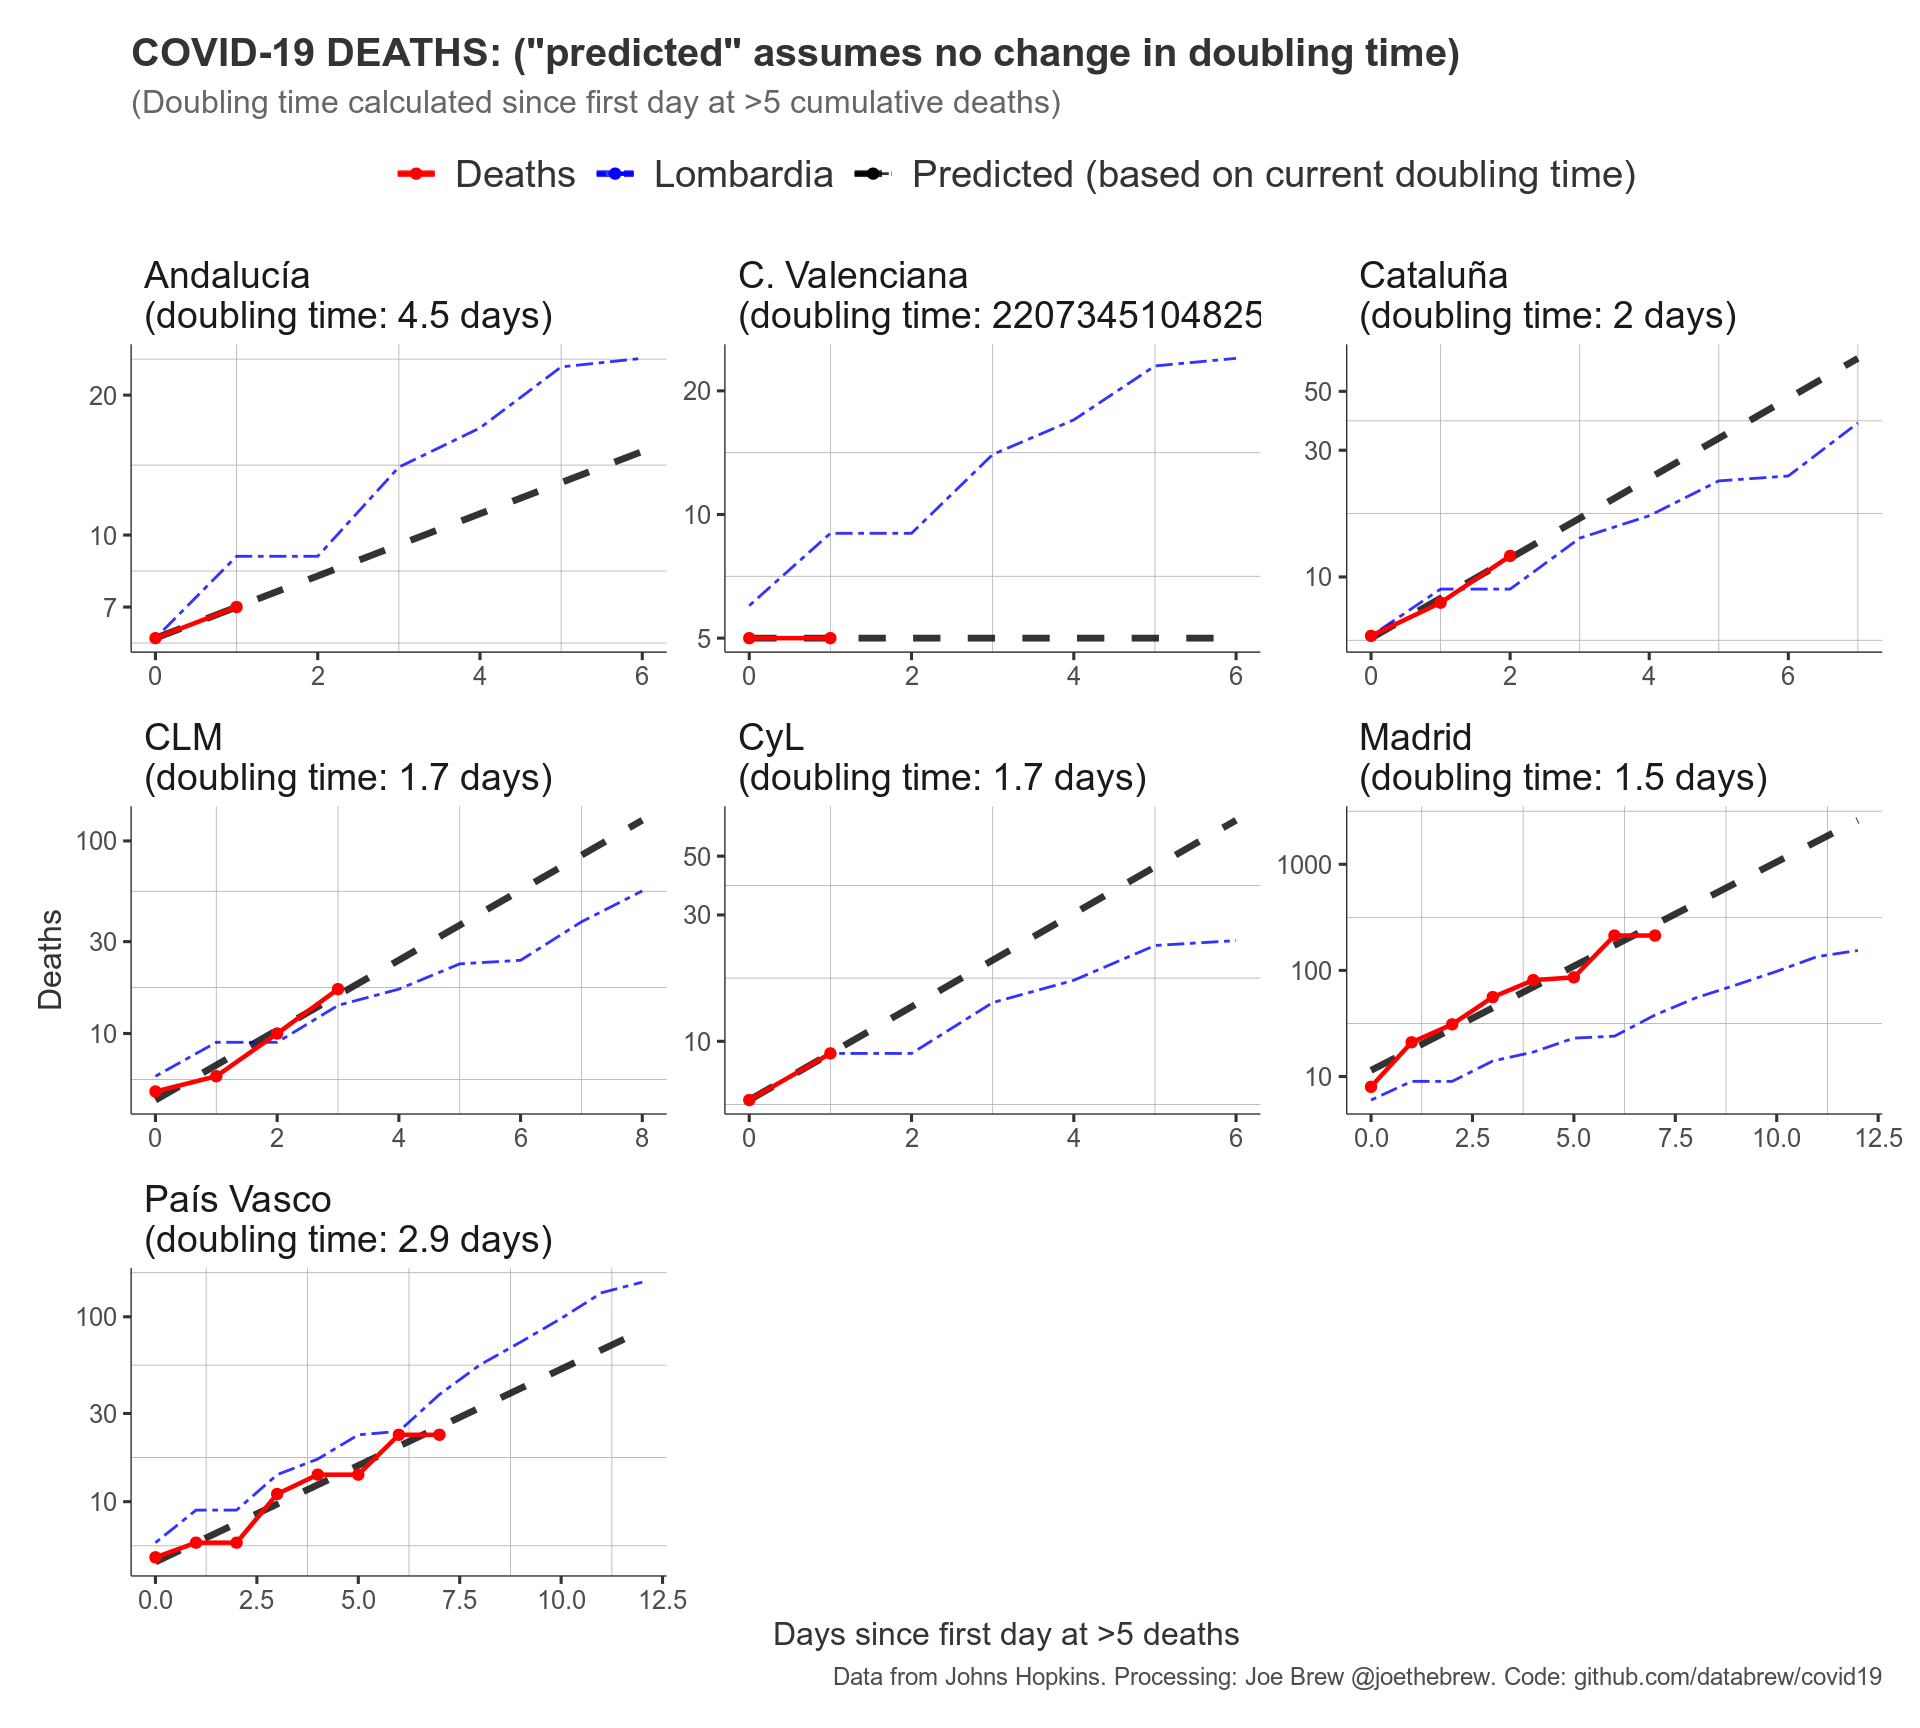 COVID-19 DEATHS: ("predicted" assumes no change in doubling time)
(Doubling time calculated since first day at >5 cumulative deaths)
Deaths Lombardia Predicted (based on current doubling time)
Andalucía
(doubling time: 4.5 days)
20
10
7
0 2 4 6
C. Valenciana
(doubling time: 2207345104825
20
10
5
0 2 4 6
Cataluña
(doubling time: 2 days)
50
30
10
0 2 4 6
Deaths
CLM
(doubling time: 1.7 days)
100
30
10
0 2 4 6 8
CyL
(doubling time: 1.7 days)
50
30
10
0 2 4 6
Madrid
(doubling time: 1.5 days)
1000
100
10
0.0 2.5 5.0 7.5 10.0 12.5
País Vasco
(doubling time: 2.9 days)
100
30
10
0.0 2.5 5.0 7.5 10.0 12.5
Days since first day at >5 deaths
Data from Johns Hopkins. Processing: Joe Brew @joethebrew. Code: github.com/databrew/covid19